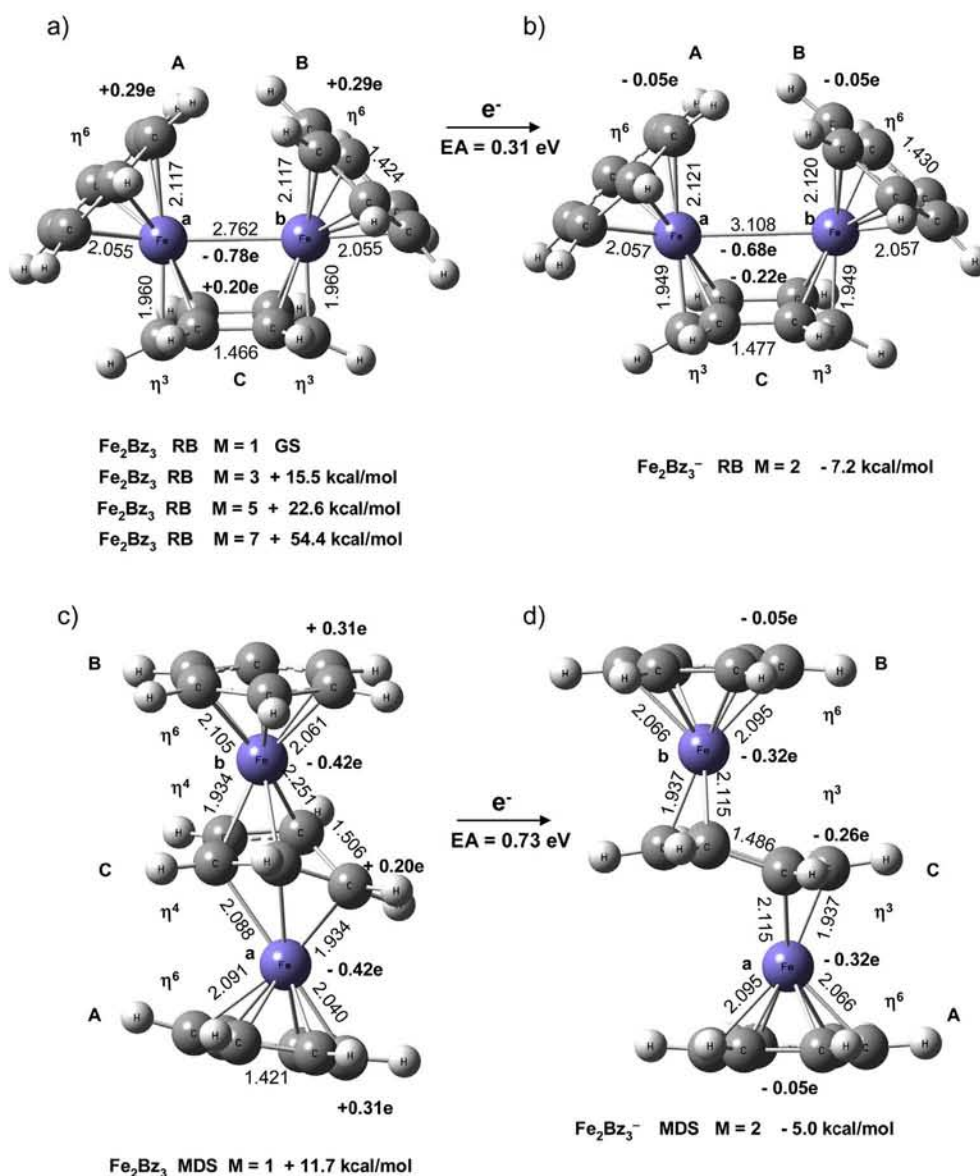 a)
b)
A
B
A
B
+0.29e
+0.29e
- 0.05e
- 0.05e
e⁻
EA = 0.31 eV
η⁶
η⁶
η⁶
η⁶
2.117
2.117
1.424
2.121
2.120
1.430
a
b
a
b
Fe
2.762
Fe
Fe
3.108
Fe
2.055
- 0.78e
2.055
2.057
- 0.68e
2.057
1.960
+0.20e
1.960
1.949
- 0.22e
1.949
1.466
1.477
η³
C
η³
η³
C
η³
Fe₂Bz₃ RB M = 1 GS
Fe₂Bz₃ RB M = 3 + 15.5 kcal/mol
Fe₂Bz₃ RB M = 5 + 22.6 kcal/mol
Fe₂Bz₃ RB M = 7 + 54.4 kcal/mol
Fe₂Bz₃⁻ RB M = 2 - 7.2 kcal/mol
c)
+ 0.31e
B
η⁶
2.105
2.061
Fe
b
- 0.42e
η⁴
1.934
2.251
1.506
+ 0.20e
C
η⁴
2.088
1.934
a
Fe
- 0.42e
η⁶
2.091
2.040
A
1.421
+0.31e
Fe₂Bz₃ MDS M = 1 + 11.7 kcal/mol
e⁻
EA = 0.73 eV
d)
- 0.05e
B
η⁶
2.066
2.095
Fe
b
- 0.32e
1.937
2.115
η³
1.486
- 0.26e
C
2.115
1.937
η³
a
Fe
- 0.32e
2.095
2.066
η⁶
A
- 0.05e
Fe₂Bz₃⁻ MDS M = 2 - 5.0 kcal/mol